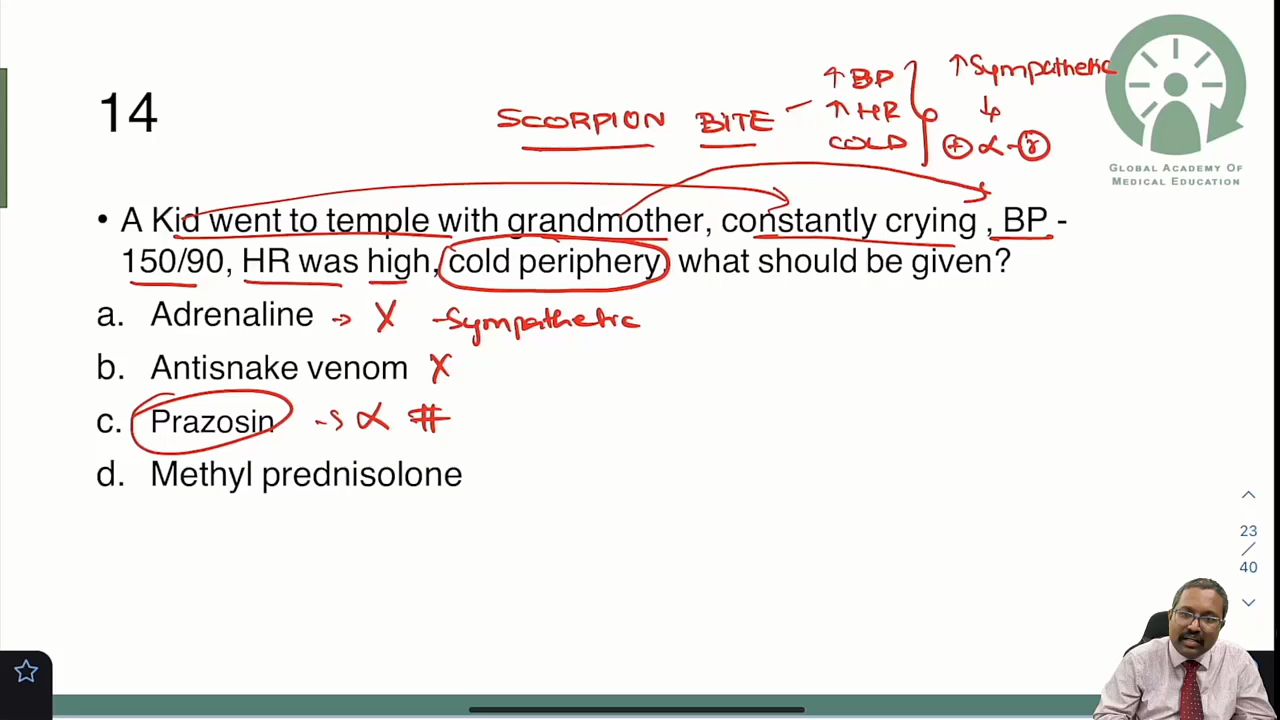 14
SCORPION BITE
↑ BP
↑ HR
COLD
↑ Sympathetic
↓
GLOBAL ACADEMY OF
MEDICAL EDUCATION
• A Kid went to temple with grandmother, constantly crying , BP -
150/90, HR was high, cold periphery, what should be given?
a. Adrenaline → X - Sympathetic
b. Antisnake venom X
c. Prazosin → α #
d. Methyl prednisolone
23
/
40